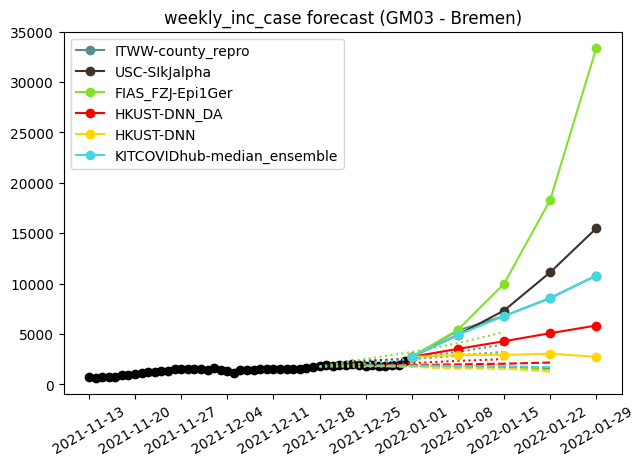 weekly_inc_case forecast (GM03 - Bremen)
ITWW-county_repro
USC-SIkJalpha
FIAS_FZJ-Epi1Ger
HKUST-DNN_DA
HKUST-DNN
KITCOVIDhub-median_ensemble
35000
30000
25000
20000
15000
10000
5000
0
2021-11-13
2021-11-20
2021-11-27
2021-12-04
2021-12-11
2021-12-18
2021-12-25
2022-01-01
2022-01-08
2022-01-15
2022-01-22
2022-01-29